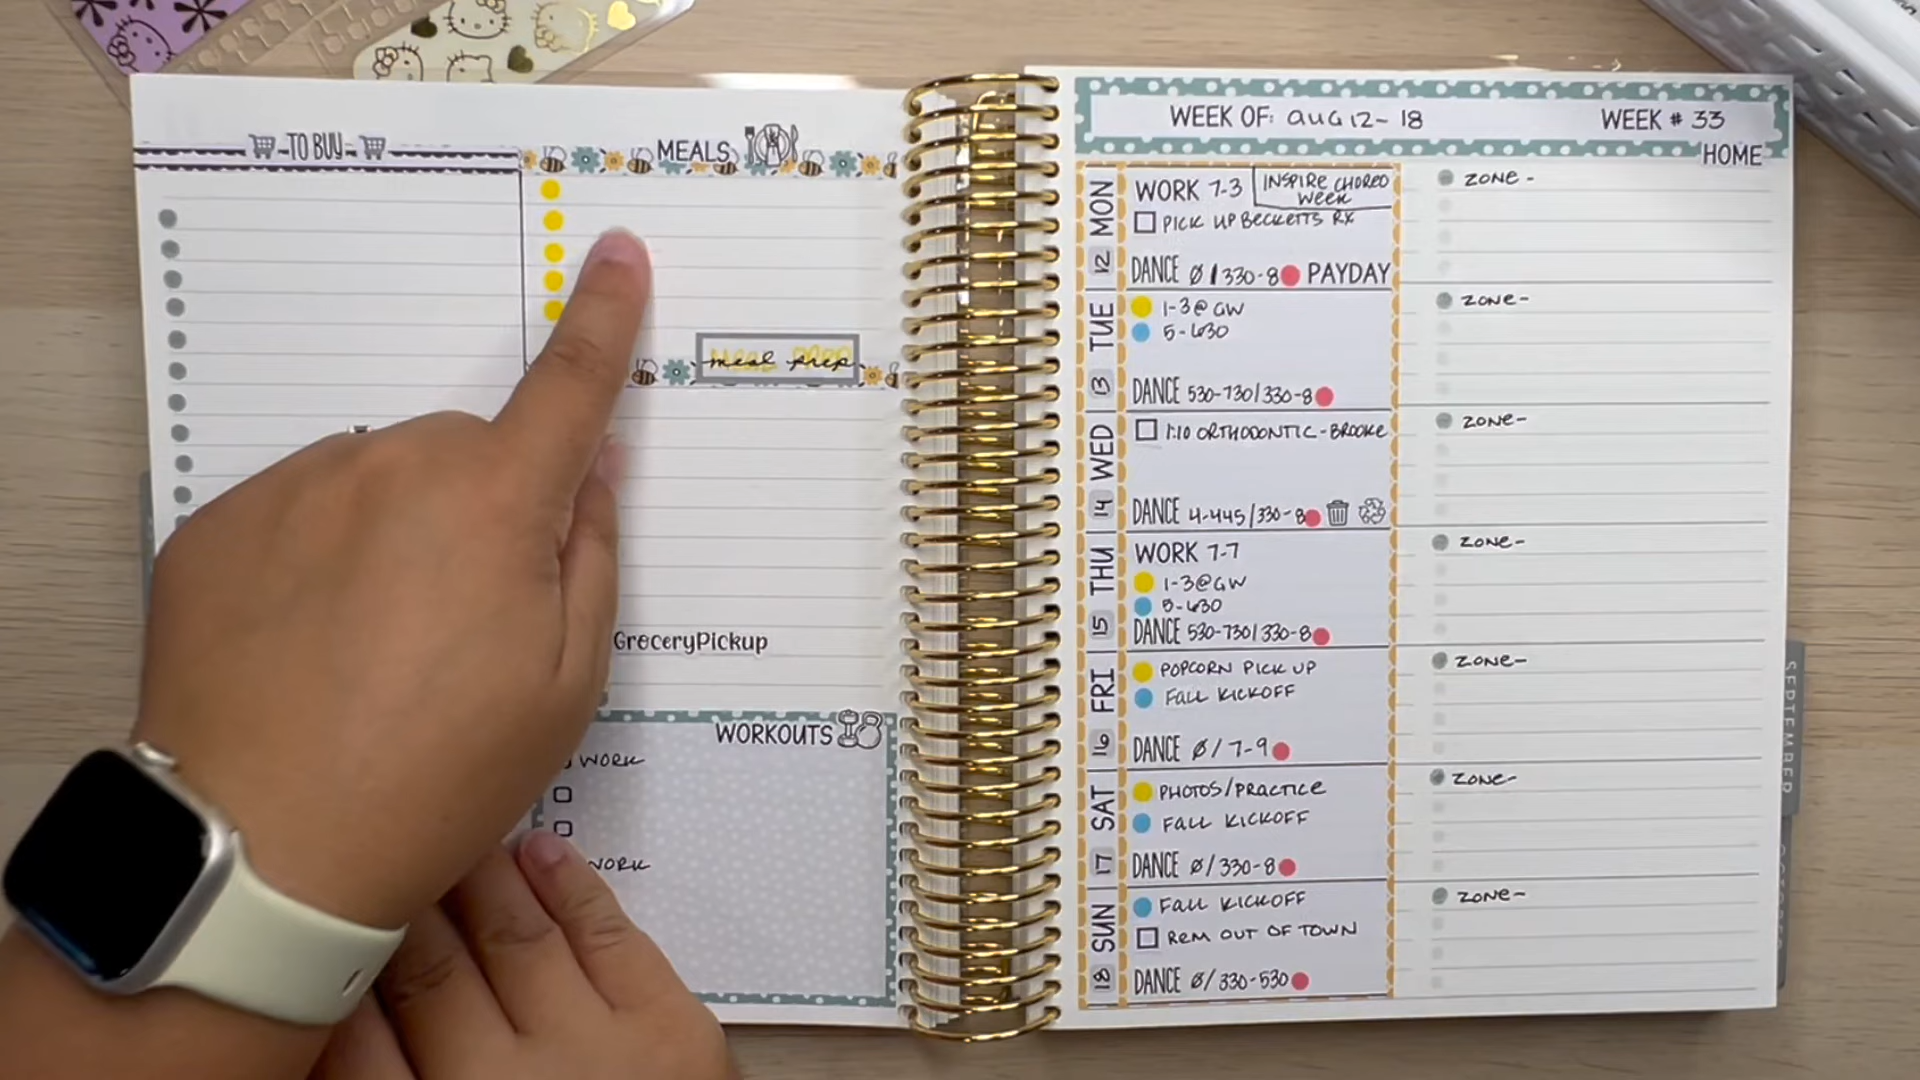 TO BUY
MEALS
meal prep
GroceryPickup
WORKOUTS
WORK
WORK
WEEK OF: AUG 12-18
WEEK # 33
HOME
MON
12
WORK 7-3
INSPIRE CHOREO
WEEK
PICK UP BECKETTS RX
DANCE Ø/330-8
PAYDAY
ZONE-
TUE
13
1-3@GW
5-630
DANCE 530-730/330-8
ZONE-
WED
14
1:10 ORTHODONTIC-BROOKE
DANCE 4-445/330-8
ZONE-
THU
15
WORK 7-7
1-3@GW
5-630
DANCE 530-730/330-8
ZONE-
FRI
16
POPCORN PICK UP
FALL KICKOFF
DANCE Ø/7-9
ZONE-
SAT
17
PHOTOS/PRACTICE
FALL KICKOFF
DANCE Ø/330-8
ZONE-
SUN
18
FALL KICKOFF
REM OUT OF TOWN
DANCE Ø/330-530
ZONE-
SEPTEMBER